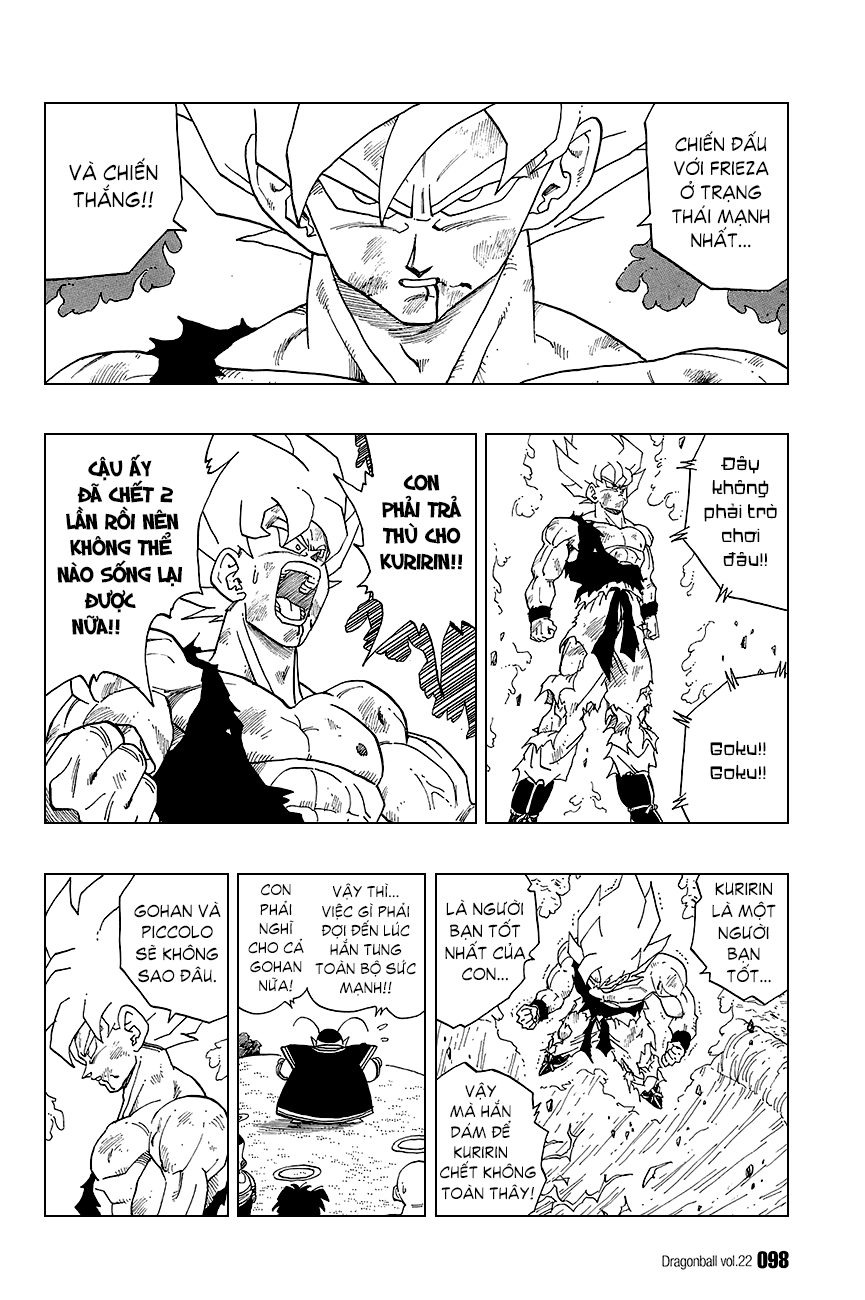 CHIẾN ĐẤU
VỚI FRIEZA
Ở TRẠNG
THÁI MẠNH
NHẤT...
VÀ CHIẾN
THẮNG!!
Đây
không
phải trò
chơi
đâu!!
Goku!!
Goku!!
CON
PHẢI TRẢ
THÙ CHO
KURIRIN!!
CẬU ẤY
ĐÃ CHẾT 2
LẦN RỒI NÊN
KHÔNG THỂ
NÀO SỐNG LẠI
ĐƯỢC
NỮA!!
KURIRIN
LÀ MỘT
NGƯỜI
BẠN
TỐT...
LÀ NGƯỜI
BẠN TỐT
NHẤT CỦA
CON...
VẬY
MÀ HẮN
DÁM ĐỂ
KURIRIN
CHẾT KHÔNG
TOÀN THÂY!
VẬY THÌ...
VIỆC GÌ PHẢI
ĐỢI ĐẾN LÚC
HẮN TUNG
TOÀN BỘ SỨC
MẠNH!!
CON
PHẢI
NGHĨ
CHO CẢ
GOHAN
NỮA!
GOHAN VÀ
PICCOLO
SẼ KHÔNG
SAO ĐÂU.
Dragonball vol.22 098